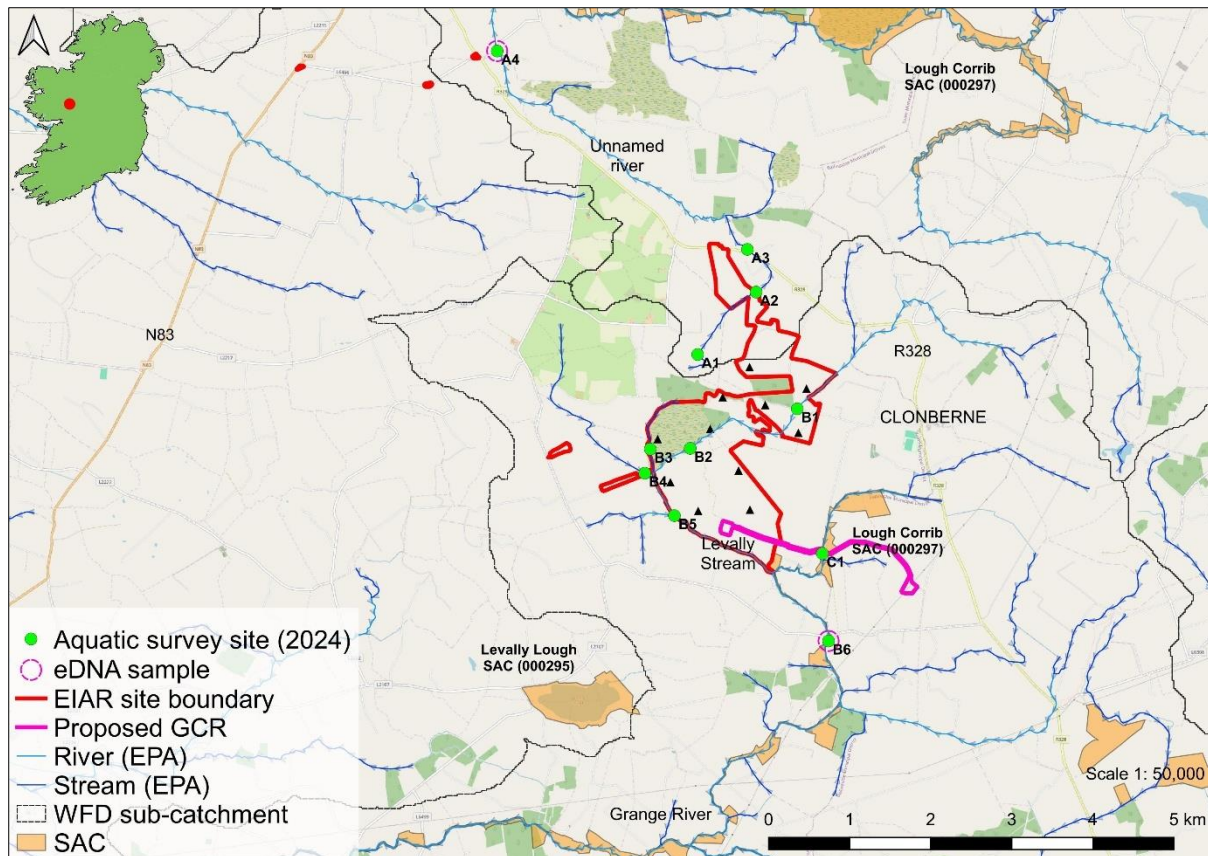 N83
A4
Lough Corrib
SAC (000297)
Unnamed
river
A3
A2
R328
A1
N83
R328
CLONBERNE
B1
B3
B2
B4
B5
Lough Corrib
SAC (000297)
Levally
Stream
C1
Levally Lough
SAC (000295)
B6
Aquatic survey site (2024)
eDNA sample
EIAR site boundary
Proposed GCR
River (EPA)
Stream (EPA)
WFD sub-catchment
SAC
Scale 1: 50,000
Grange River
0 1 2 3 4 5 km